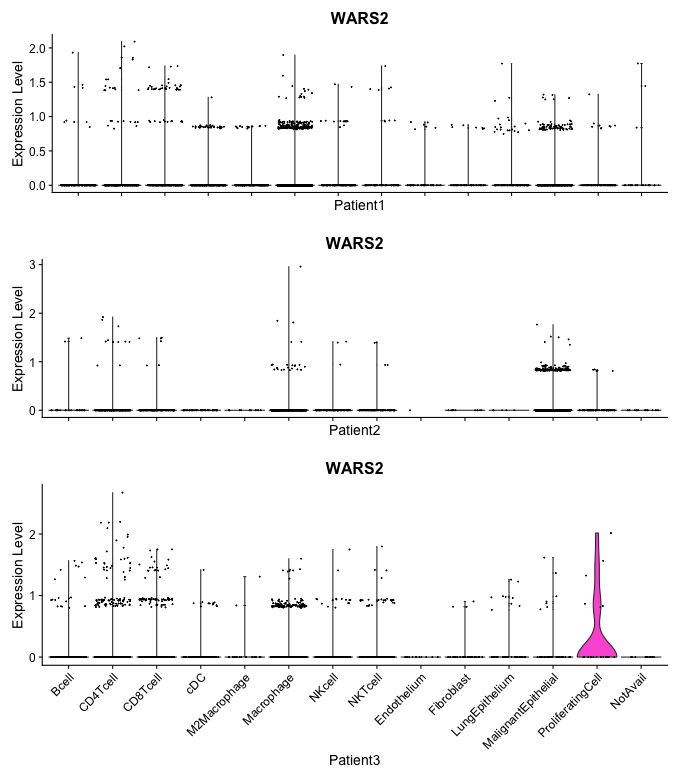 WARS2
Expression Level
2.0
1.5
1.0
0.5
0.0
Patient1
WARS2
Expression Level
3
2
1
0
Patient2
WARS2
Expression Level
2
1
0
Bcell
CD4Tcell
CD8Tcell
cDC
M2Macrophage
Macrophage
NKcell
NKTcell
Endothelium
Fibroblast
LungEpithelium
MalignantEpithelial
ProliferatingCell
NotAvail
Patient3